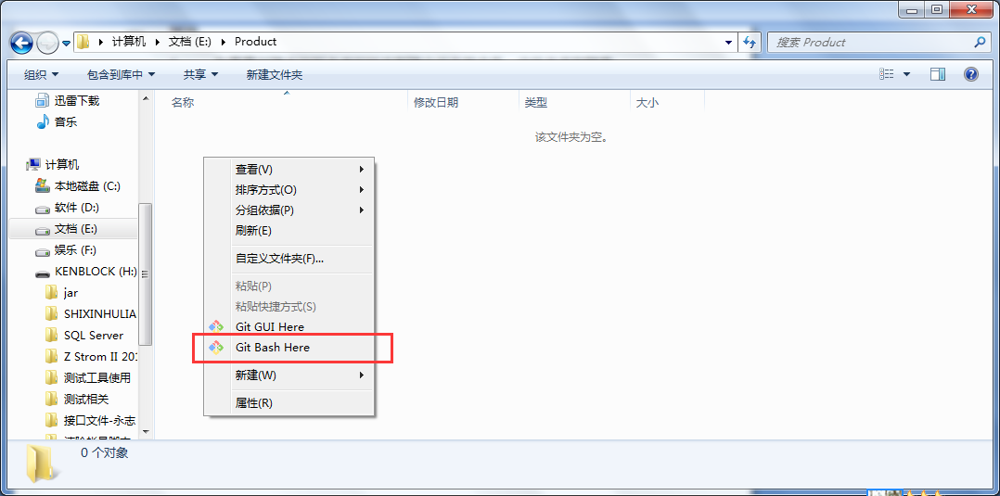 计算机 文档 (E:) Product
搜索 Product
组织 包含到库中 共享 新建文件夹
名称 修改日期 类型 大小
该文件夹为空。
迅雷下载
音乐
计算机
本地磁盘 (C:)
软件 (D:)
文档 (E:)
娱乐 (F:)
KENBLOCK (H:)
jar
SHIXINHULIA
SQL Server
Z Strom II 201
测试工具使用
测试相关
接口文件-永志
查看(V)
排序方式(O)
分组依据(P)
刷新(E)
自定义文件夹(F)...
粘贴(P)
粘贴快捷方式(S)
Git GUI Here
Git Bash Here
新建(W)
属性(R)
0 个对象